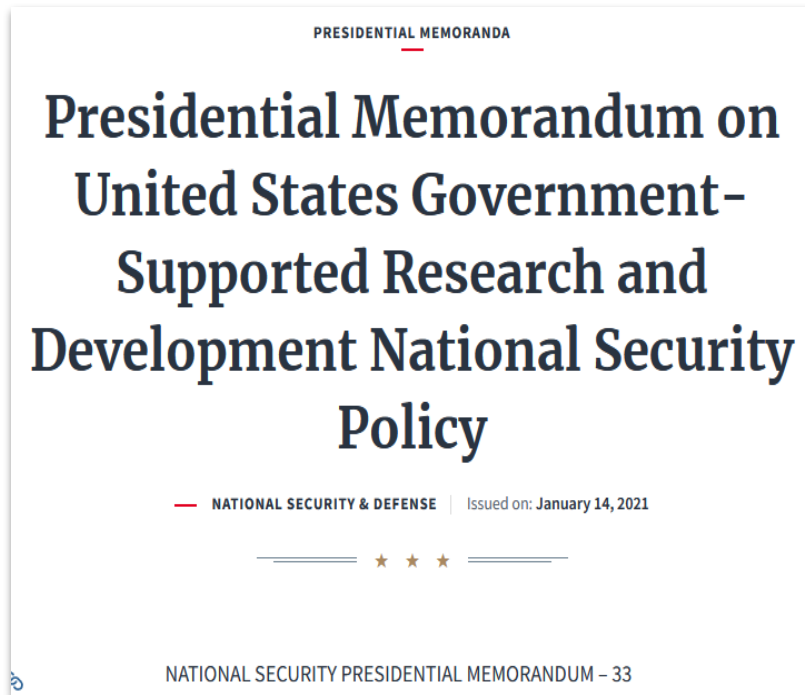 PRESIDENTIAL MEMORANDA
Presidential Memorandum on
United States Government-
Supported Research and
Development National Security
Policy
NATIONAL SECURITY & DEFENSE | Issued on: January 14, 2021
NATIONAL SECURITY PRESIDENTIAL MEMORANDUM – 33